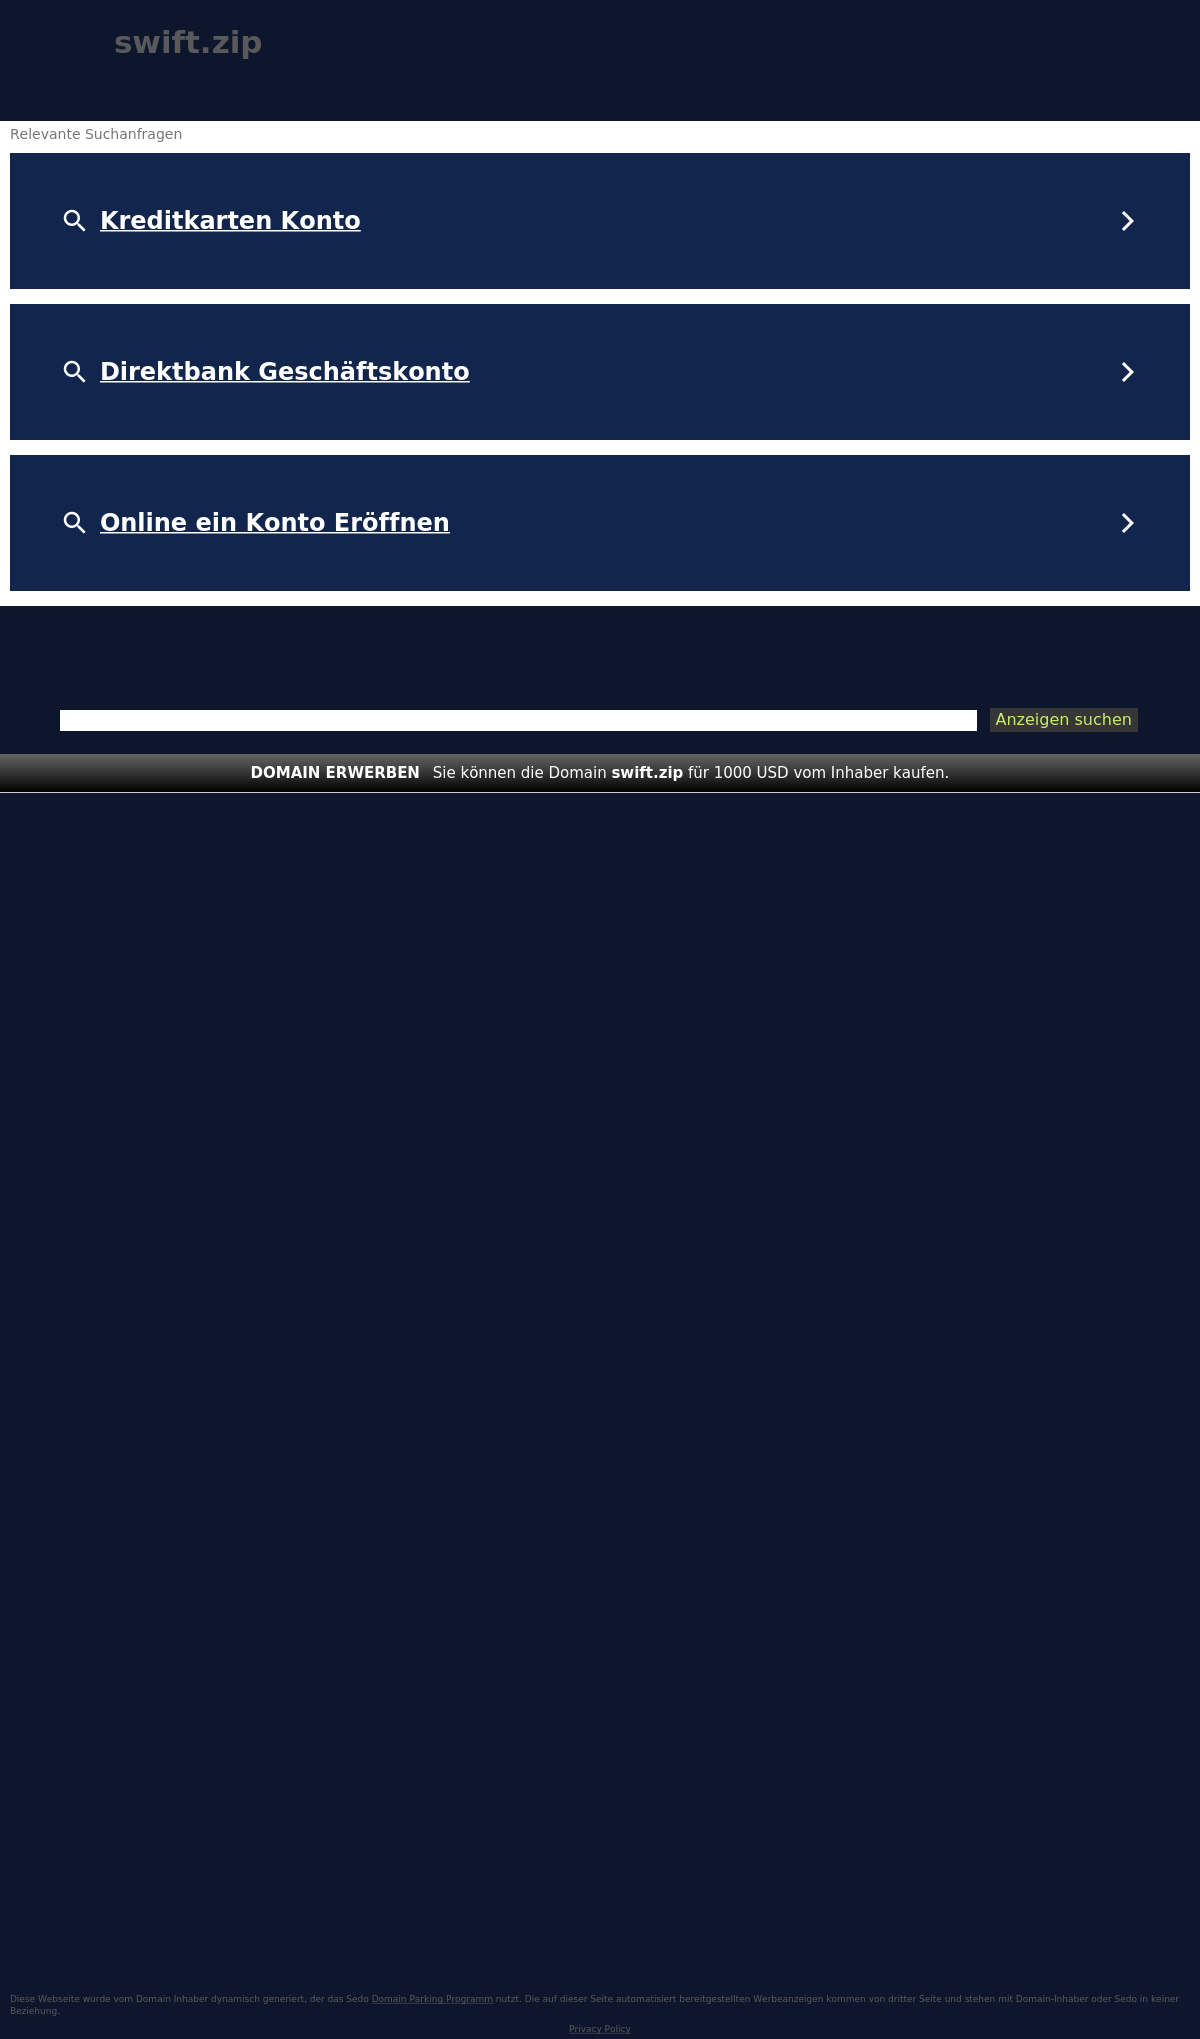 swift.zip
Relevante Suchanfragen
Kreditkarten Konto
Direktbank Geschäftskonto
Online ein Konto Eröffnen
Anzeigen suchen
DOMAIN ERWERBEN Sie können die Domain swift.zip für 1000 USD vom Inhaber kaufen.
Diese Webseite wurde vom Domain Inhaber dynamisch generiert, der das Sedo Domain Parking Programm nutzt. Die auf dieser Seite automatisiert bereitgestellten Werbeanzeigen kommen von dritter Seite und stehen mit Domain-Inhaber oder Sedo in keiner
Beziehung.
Privacy Policy